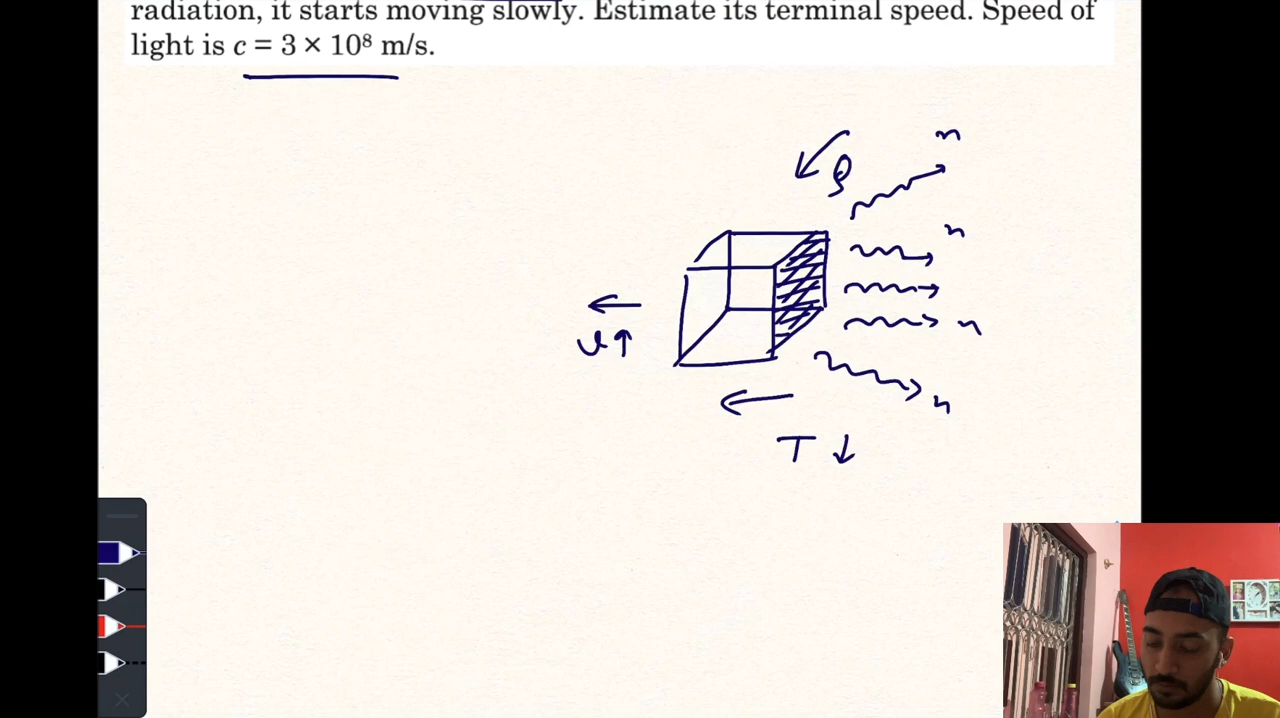 radiation, it starts moving slowly. Estimate its terminal speed. Speed of
light is c = 3 × 10⁸ m/s.
n
ρ
n
n
v↑
n
T ↓